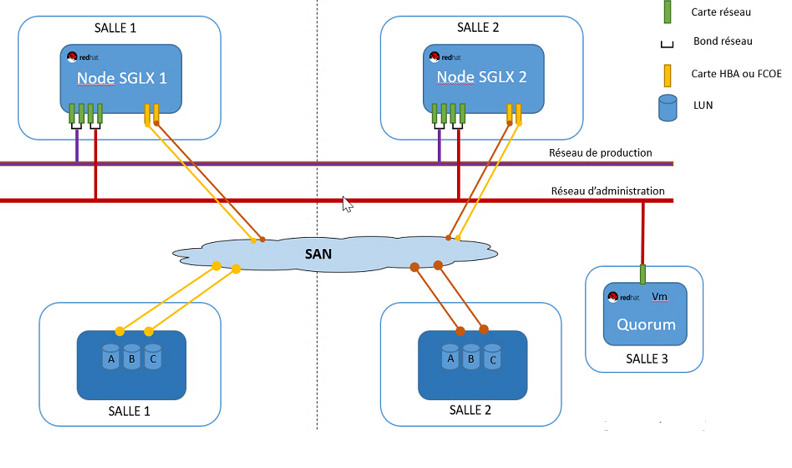 SALLE 1
SALLE 2
Carte réseau
Bond réseau
Carte HBA ou FCOE
LUN
redhat
Node SGLX 1
redhat
Node SGLX 2
Réseau de production
Réseau d'administration
SAN
redhat Vm
Quorum
SALLE 3
A B C
SALLE 1
A B C
SALLE 2